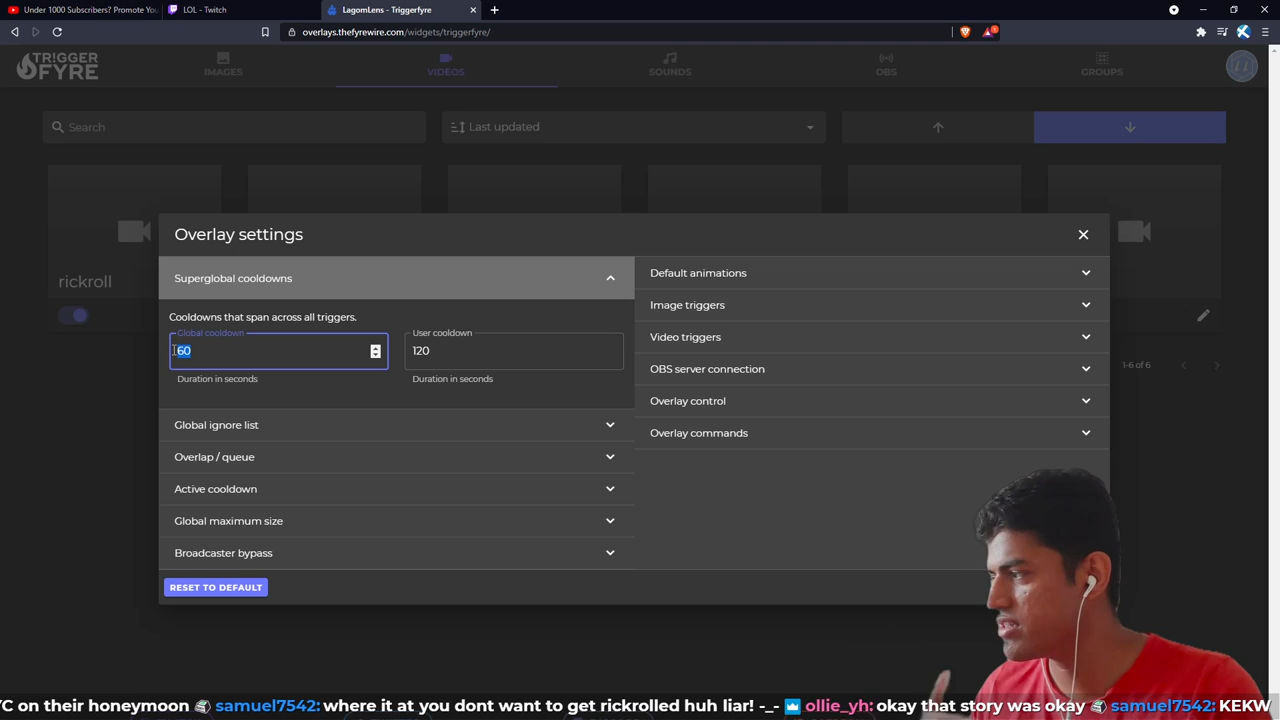 Under 1000 Subscribers? Promote You
LOL - Twitch
LagomLens - Triggerfyre
overlays.thefyrewire.com/widgets/triggerfyre/
TRIGGER FYRE
IMAGES
VIDEOS
SOUNDS
OBS
GROUPS
Search
Last updated
rickroll
Overlay settings
Superglobal cooldowns
Cooldowns that span across all triggers.
Global cooldown
User cooldown
60
120
Duration in seconds
Duration in seconds
Global ignore list
Overlap / queue
Active cooldown
Global maximum size
Broadcaster bypass
RESET TO DEFAULT
Default animations
Image triggers
Video triggers
OBS server connection
Overlay control
Overlay commands
1-6 of 6
YC on their honeymoon samuel7542: where it at you dont want to get rickrolled huh liar! -_- ollie_yh: okay that story was okay samuel7542: KEKW